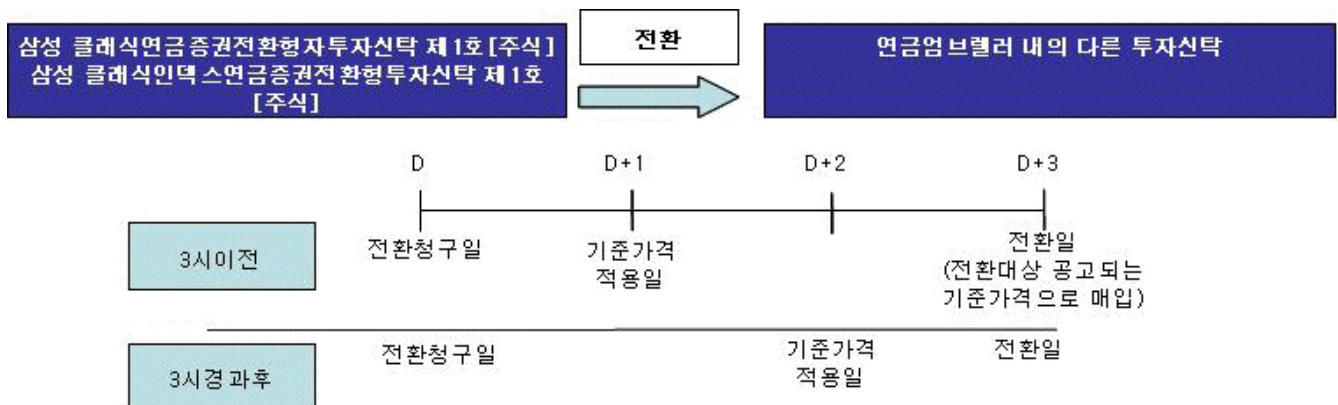 삼성 클래식연금증권전환형자투자신탁 제1호[주식]
삼성 클래식인덱스연금증권전환형투자신탁 제1호
[주식]
전환
연금엄브렐러 내의 다른 투자신탁
D
D+1
D+2
D+3
3시이전
전환청구일
기준가격
적용일
전환일
(전환대상 공고되는
기준가격으로 매입)
3시경과후
전환청구일
기준가격
적용일
전환일